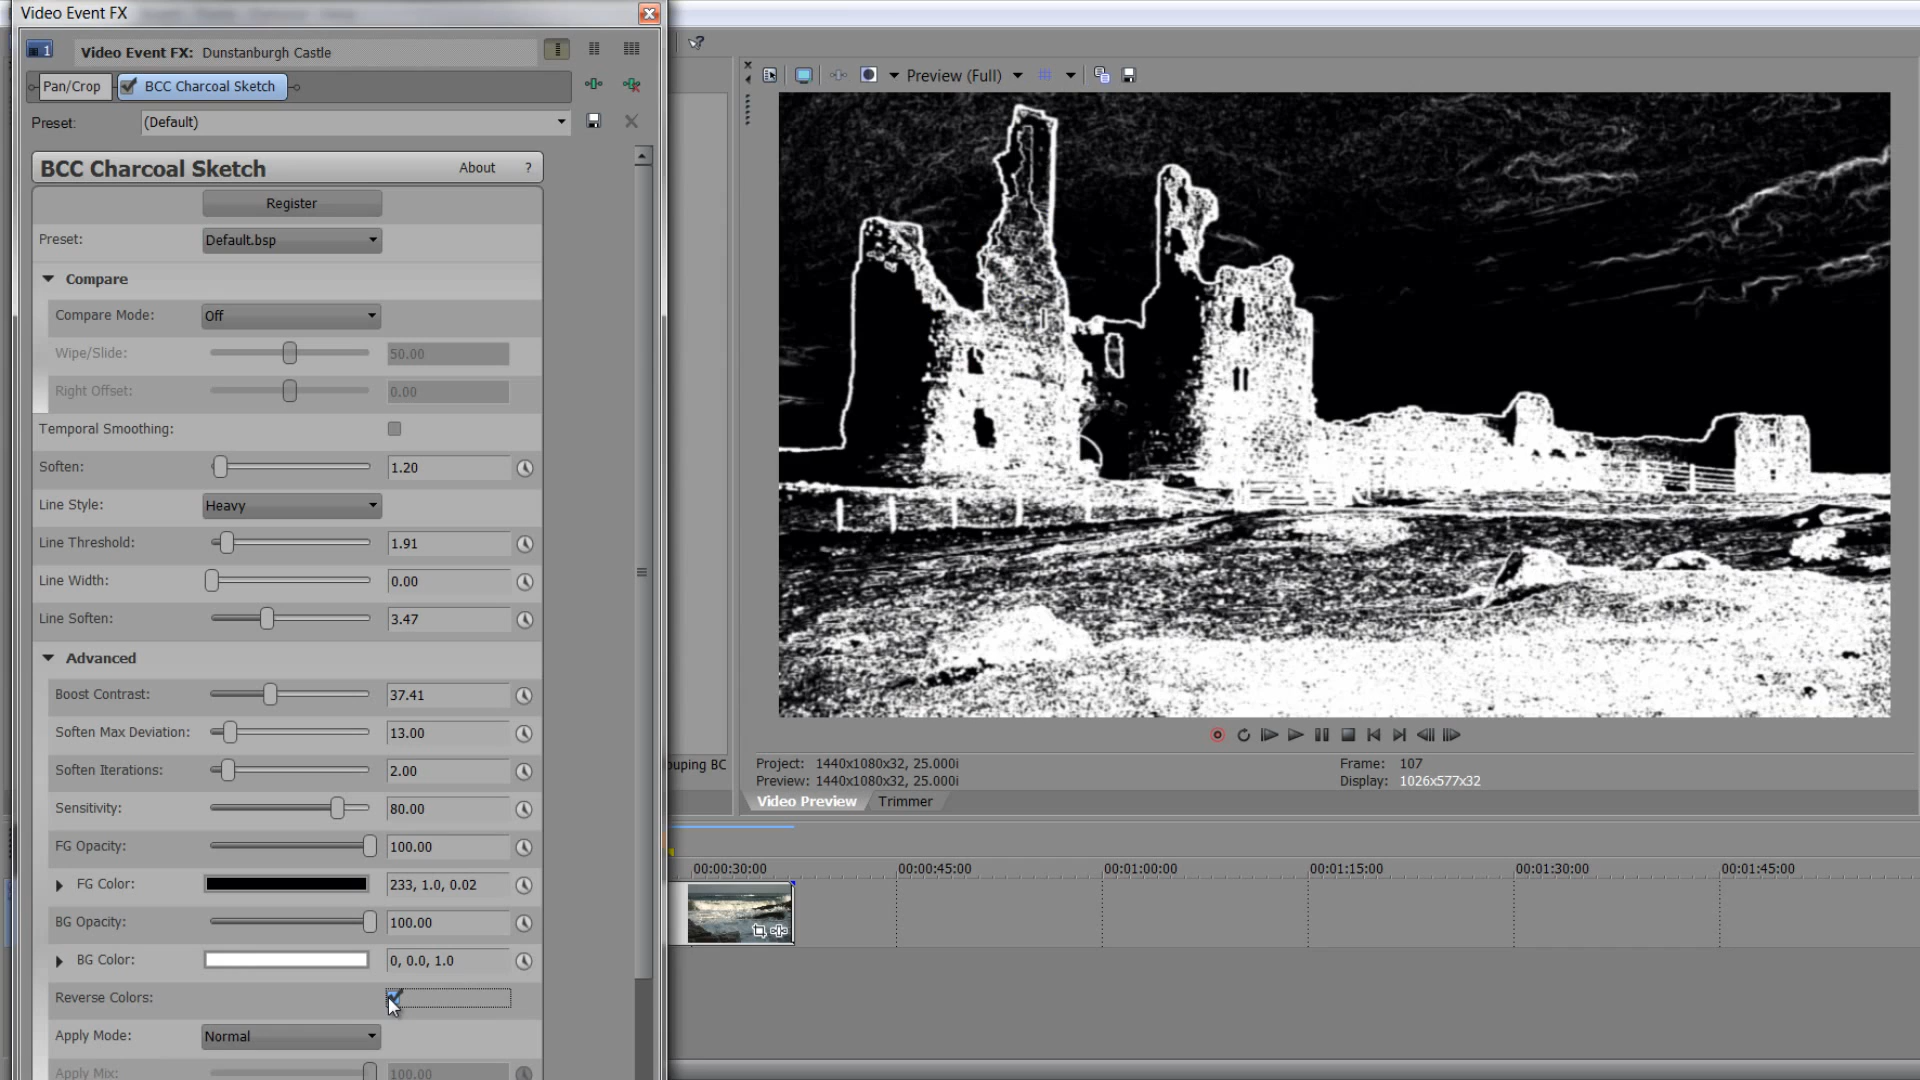 Video Event FX
1
Video Event FX: Dunstanburgh Castle
Pan/Crop
BCC Charcoal Sketch
Preset:
(Default)
BCC Charcoal Sketch
About
?
Register
Preset:
Default.bsp
Compare
Compare Mode:
Off
Wipe/Slide:
50.00
Right Offset:
0.00
Temporal Smoothing:
Soften:
1.20
Line Style:
Heavy
Line Threshold:
1.91
Line Width:
0.00
Line Soften:
3.47
Advanced
Boost Contrast:
37.41
Soften Max Deviation:
13.00
Soften Iterations:
2.00
Sensitivity:
80.00
FG Opacity:
100.00
FG Color:
233, 1.0, 0.02
BG Opacity:
100.00
BG Color:
0, 0.0, 1.0
Reverse Colors:
Apply Mode:
Normal
Apply Mix:
100.00
Preview (Full)
ouping BC
Project: 1440x1080x32, 25.000i
Preview: 1440x1080x32, 25.000i
Frame: 107
Display: 1026x577x32
Video Preview
Trimmer
00:00:30:00
00:00:45:00
00:01:00:00
00:01:15:00
00:01:30:00
00:01:45:00